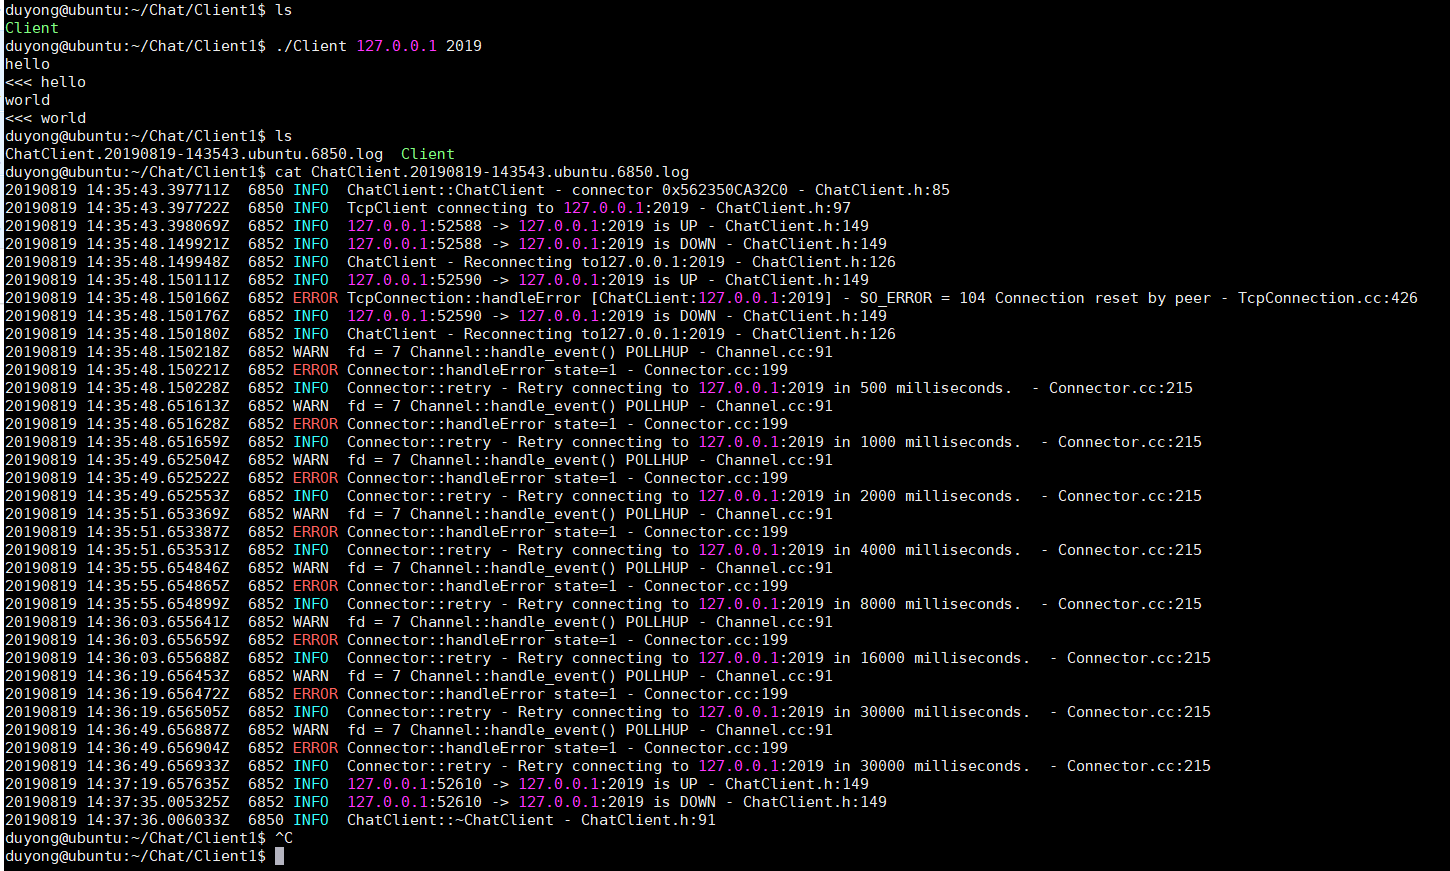 duyong@ubuntu:~/Chat/Client1$ ls
Client
duyong@ubuntu:~/Chat/Client1$ ./Client 127.0.0.1 2019
hello
<<< hello
world
<<< world
duyong@ubuntu:~/Chat/Client1$ ls
ChatClient.20190819-143543.ubuntu.6850.log  Client
duyong@ubuntu:~/Chat/Client1$ cat ChatClient.20190819-143543.ubuntu.6850.log
20190819 14:35:43.397711Z  6850 INFO  ChatClient::ChatClient - connector 0x562350CA32C0 - ChatClient.h:85
20190819 14:35:43.397722Z  6850 INFO  TcpClient connecting to 127.0.0.1:2019 - ChatClient.h:97
20190819 14:35:43.398069Z  6852 INFO  127.0.0.1:52588 -> 127.0.0.1:2019 is UP - ChatClient.h:149
20190819 14:35:48.149921Z  6852 INFO  127.0.0.1:52588 -> 127.0.0.1:2019 is DOWN - ChatClient.h:149
20190819 14:35:48.149948Z  6852 INFO  ChatClient - Reconnecting to127.0.0.1:2019 - ChatClient.h:126
20190819 14:35:48.150111Z  6852 INFO  127.0.0.1:52590 -> 127.0.0.1:2019 is UP - ChatClient.h:149
20190819 14:35:48.150166Z  6852 ERROR TcpConnection::handleError [ChatCLient:127.0.0.1:2019] - SO_ERROR = 104 Connection reset by peer - TcpConnection.cc:426
20190819 14:35:48.150176Z  6852 INFO  127.0.0.1:52590 -> 127.0.0.1:2019 is DOWN - ChatClient.h:149
20190819 14:35:48.150180Z  6852 INFO  ChatClient - Reconnecting to127.0.0.1:2019 - ChatClient.h:126
20190819 14:35:48.150218Z  6852 WARN  fd = 7 Channel::handle_event() POLLHUP - Channel.cc:91
20190819 14:35:48.150221Z  6852 ERROR Connector::handleError state=1 - Connector.cc:199
20190819 14:35:48.150228Z  6852 INFO  Connector::retry - Retry connecting to 127.0.0.1:2019 in 500 milliseconds.  - Connector.cc:215
20190819 14:35:48.651613Z  6852 WARN  fd = 7 Channel::handle_event() POLLHUP - Channel.cc:91
20190819 14:35:48.651628Z  6852 ERROR Connector::handleError state=1 - Connector.cc:199
20190819 14:35:48.651659Z  6852 INFO  Connector::retry - Retry connecting to 127.0.0.1:2019 in 1000 milliseconds.  - Connector.cc:215
20190819 14:35:49.652504Z  6852 WARN  fd = 7 Channel::handle_event() POLLHUP - Channel.cc:91
20190819 14:35:49.652522Z  6852 ERROR Connector::handleError state=1 - Connector.cc:199
20190819 14:35:49.652553Z  6852 INFO  Connector::retry - Retry connecting to 127.0.0.1:2019 in 2000 milliseconds.  - Connector.cc:215
20190819 14:35:51.653369Z  6852 WARN  fd = 7 Channel::handle_event() POLLHUP - Channel.cc:91
20190819 14:35:51.653387Z  6852 ERROR Connector::handleError state=1 - Connector.cc:199
20190819 14:35:51.653531Z  6852 INFO  Connector::retry - Retry connecting to 127.0.0.1:2019 in 4000 milliseconds.  - Connector.cc:215
20190819 14:35:55.654846Z  6852 WARN  fd = 7 Channel::handle_event() POLLHUP - Channel.cc:91
20190819 14:35:55.654865Z  6852 ERROR Connector::handleError state=1 - Connector.cc:199
20190819 14:35:55.654899Z  6852 INFO  Connector::retry - Retry connecting to 127.0.0.1:2019 in 8000 milliseconds.  - Connector.cc:215
20190819 14:36:03.655641Z  6852 WARN  fd = 7 Channel::handle_event() POLLHUP - Channel.cc:91
20190819 14:36:03.655659Z  6852 ERROR Connector::handleError state=1 - Connector.cc:199
20190819 14:36:03.655688Z  6852 INFO  Connector::retry - Retry connecting to 127.0.0.1:2019 in 16000 milliseconds.  - Connector.cc:215
20190819 14:36:19.656453Z  6852 WARN  fd = 7 Channel::handle_event() POLLHUP - Channel.cc:91
20190819 14:36:19.656472Z  6852 ERROR Connector::handleError state=1 - Connector.cc:199
20190819 14:36:19.656505Z  6852 INFO  Connector::retry - Retry connecting to 127.0.0.1:2019 in 30000 milliseconds.  - Connector.cc:215
20190819 14:36:49.656887Z  6852 WARN  fd = 7 Channel::handle_event() POLLHUP - Channel.cc:91
20190819 14:36:49.656904Z  6852 ERROR Connector::handleError state=1 - Connector.cc:199
20190819 14:36:49.656933Z  6852 INFO  Connector::retry - Retry connecting to 127.0.0.1:2019 in 30000 milliseconds.  - Connector.cc:215
20190819 14:37:19.657635Z  6852 INFO  127.0.0.1:52610 -> 127.0.0.1:2019 is UP - ChatClient.h:149
20190819 14:37:35.005325Z  6852 INFO  127.0.0.1:52610 -> 127.0.0.1:2019 is DOWN - ChatClient.h:149
20190819 14:37:36.006033Z  6850 INFO  ChatClient::~ChatClient - ChatClient.h:91
duyong@ubuntu:~/Chat/Client1$ ^C
duyong@ubuntu:~/Chat/Client1$